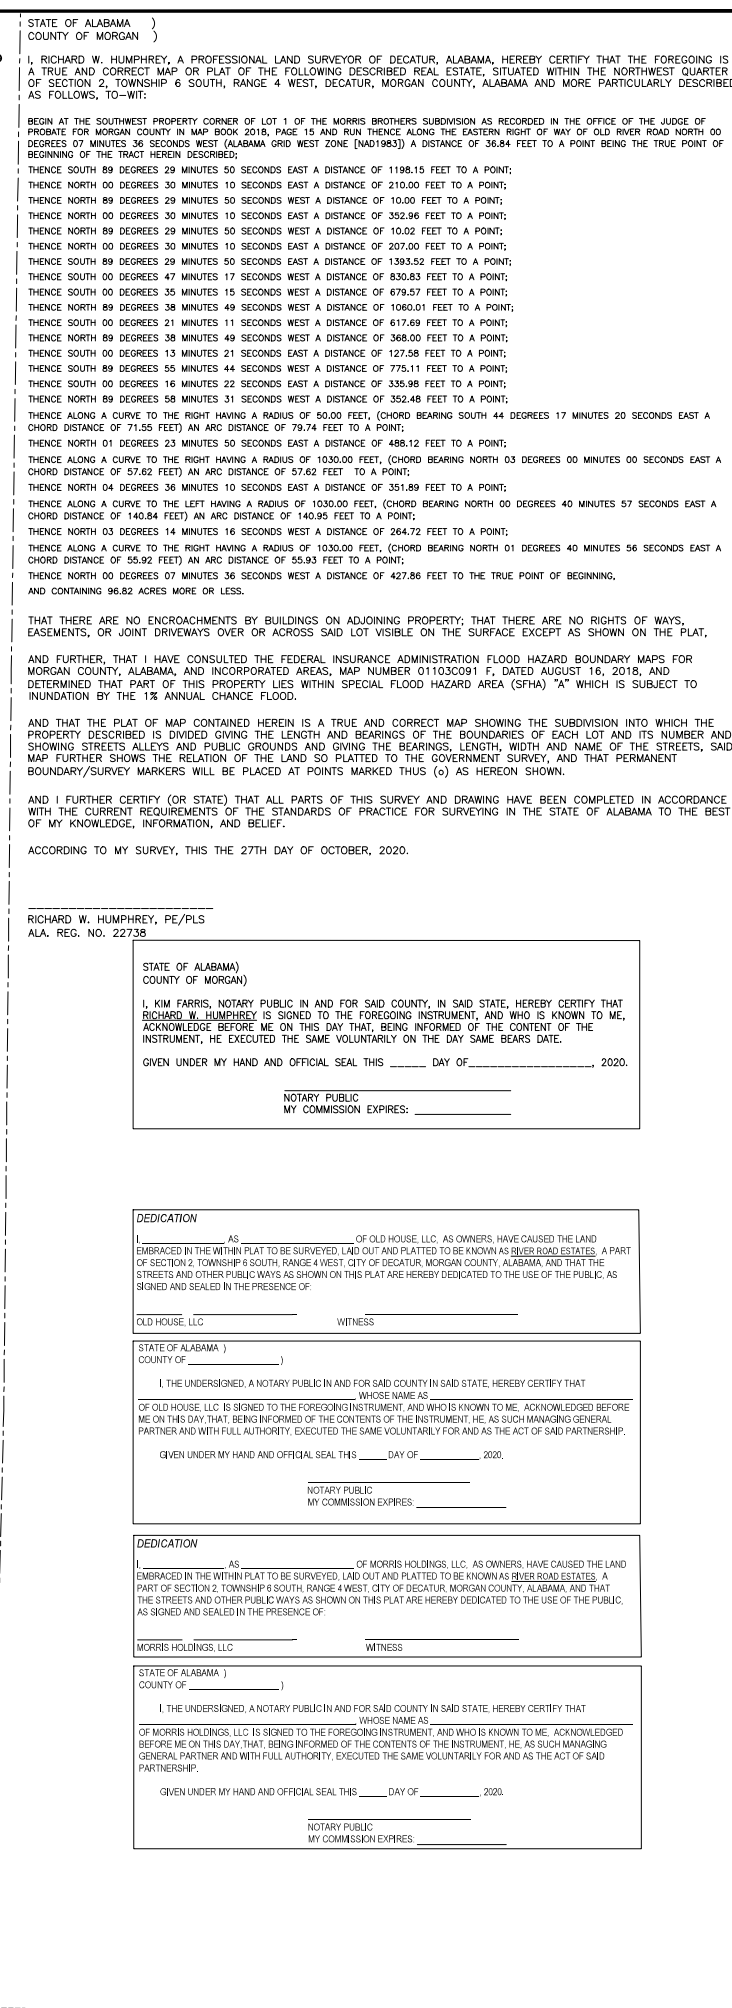 STATE OF ALABAMA )
COUNTY OF MORGAN )
I, RICHARD W. HUMPHREY, A PROFESSIONAL LAND SURVEYOR OF DECATUR, ALABAMA, HEREBY CERTIFY THAT THE FOREGOING IS
A TRUE AND CORRECT MAP OR PLAT OF THE FOLLOWING DESCRIBED REAL ESTATE, SITUATED WITHIN THE NORTHWEST QUARTER
OF SECTION 2, TOWNSHIP 6 SOUTH, RANGE 4 WEST, DECATUR, MORGAN COUNTY, ALABAMA AND MORE PARTICULARLY DESCRIBED
AS FOLLOWS, TO-WIT:
BEGIN AT THE SOUTHWEST PROPERTY CORNER OF LOT 1 OF THE MORRIS BROTHERS SUBDIVISION AS RECORDED IN THE OFFICE OF THE JUDGE OF
PROBATE FOR MORGAN COUNTY IN MAP BOOK 2018, PAGE 15 AND RUN THENCE ALONG THE EASTERN RIGHT OF WAY OF OLD RIVER ROAD NORTH 00
DEGREES 07 MINUTES 36 SECONDS WEST (ALABAMA GRID WEST ZONE [NAD1983]) A DISTANCE OF 36.84 FEET TO A POINT BEING THE TRUE POINT OF
BEGINNING OF THE TRACT HEREIN DESCRIBED;
THENCE SOUTH 89 DEGREES 29 MINUTES 50 SECONDS EAST A DISTANCE OF 1198.15 FEET TO A POINT;
THENCE NORTH 00 DEGREES 30 MINUTES 10 SECONDS EAST A DISTANCE OF 210.00 FEET TO A POINT;
THENCE NORTH 89 DEGREES 29 MINUTES 50 SECONDS WEST A DISTANCE OF 10.00 FEET TO A POINT;
THENCE NORTH 00 DEGREES 30 MINUTES 10 SECONDS EAST A DISTANCE OF 352.96 FEET TO A POINT;
THENCE NORTH 89 DEGREES 29 MINUTES 50 SECONDS WEST A DISTANCE OF 10.02 FEET TO A POINT;
THENCE NORTH 00 DEGREES 30 MINUTES 10 SECONDS EAST A DISTANCE OF 207.00 FEET TO A POINT;
THENCE SOUTH 89 DEGREES 29 MINUTES 50 SECONDS EAST A DISTANCE OF 1393.52 FEET TO A POINT;
THENCE SOUTH 00 DEGREES 47 MINUTES 17 SECONDS WEST A DISTANCE OF 830.83 FEET TO A POINT;
THENCE SOUTH 00 DEGREES 35 MINUTES 15 SECONDS WEST A DISTANCE OF 679.57 FEET TO A POINT;
THENCE NORTH 89 DEGREES 38 MINUTES 49 SECONDS WEST A DISTANCE OF 1060.01 FEET TO A POINT;
THENCE SOUTH 00 DEGREES 21 MINUTES 11 SECONDS WEST A DISTANCE OF 617.69 FEET TO A POINT;
THENCE NORTH 89 DEGREES 38 MINUTES 49 SECONDS WEST A DISTANCE OF 368.00 FEET TO A POINT;
THENCE SOUTH 00 DEGREES 13 MINUTES 21 SECONDS EAST A DISTANCE OF 127.58 FEET TO A POINT;
THENCE SOUTH 89 DEGREES 55 MINUTES 44 SECONDS WEST A DISTANCE OF 775.11 FEET TO A POINT;
THENCE SOUTH 00 DEGREES 16 MINUTES 22 SECONDS EAST A DISTANCE OF 335.98 FEET TO A POINT;
THENCE NORTH 89 DEGREES 58 MINUTES 31 SECONDS WEST A DISTANCE OF 352.48 FEET TO A POINT;
THENCE ALONG A CURVE TO THE RIGHT HAVING A RADIUS OF 50.00 FEET, (CHORD BEARING SOUTH 44 DEGREES 17 MINUTES 20 SECONDS EAST A
CHORD DISTANCE OF 71.55 FEET) AN ARC DISTANCE OF 79.74 FEET TO A POINT;
THENCE NORTH 01 DEGREES 23 MINUTES 50 SECONDS EAST A DISTANCE OF 488.12 FEET TO A POINT;
THENCE ALONG A CURVE TO THE RIGHT HAVING A RADIUS OF 1030.00 FEET, (CHORD BEARING NORTH 03 DEGREES 00 MINUTES 00 SECONDS EAST A
CHORD DISTANCE OF 57.62 FEET) AN ARC DISTANCE OF 57.62 FEET TO A POINT;
THENCE NORTH 04 DEGREES 36 MINUTES 10 SECONDS EAST A DISTANCE OF 351.89 FEET TO A POINT;
THENCE ALONG A CURVE TO THE LEFT HAVING A RADIUS OF 1030.00 FEET, (CHORD BEARING NORTH 00 DEGREES 40 MINUTES 57 SECONDS EAST A
CHORD DISTANCE OF 140.84 FEET) AN ARC DISTANCE OF 140.95 FEET TO A POINT;
THENCE NORTH 03 DEGREES 14 MINUTES 16 SECONDS WEST A DISTANCE OF 264.72 FEET TO A POINT;
THENCE ALONG A CURVE TO THE RIGHT HAVING A RADIUS OF 1030.00 FEET, (CHORD BEARING NORTH 01 DEGREES 40 MINUTES 56 SECONDS EAST A
CHORD DISTANCE OF 55.92 FEET) AN ARC DISTANCE OF 55.93 FEET TO A POINT;
THENCE NORTH 00 DEGREES 07 MINUTES 36 SECONDS WEST A DISTANCE OF 427.86 FEET TO THE TRUE POINT OF BEGINNING,
AND CONTAINING 96.82 ACRES MORE OR LESS.
THAT THERE ARE NO ENCROACHMENTS BY BUILDINGS ON ADJOINING PROPERTY; THAT THERE ARE NO RIGHTS OF WAYS,
EASEMENTS, OR JOINT DRIVEWAYS OVER OR ACROSS SAID LOT VISIBLE ON THE SURFACE EXCEPT AS SHOWN ON THE PLAT,
AND FURTHER, THAT I HAVE CONSULTED THE FEDERAL INSURANCE ADMINISTRATION FLOOD HAZARD BOUNDARY MAPS FOR
MORGAN COUNTY, ALABAMA, AND INCORPORATED AREAS, MAP NUMBER 01103C091 F, DATED AUGUST 16, 2018, AND
DETERMINED THAT PART OF THIS PROPERTY LIES WITHIN SPECIAL FLOOD HAZARD AREA (SFHA) "A" WHICH IS SUBJECT TO
INUNDATION BY THE 1% ANNUAL CHANCE FLOOD.
AND THAT THE PLAT OF MAP CONTAINED HEREIN IS A TRUE AND CORRECT MAP SHOWING THE SUBDIVISION INTO WHICH THE
PROPERTY DESCRIBED IS DIVIDED GIVING THE LENGTH AND BEARINGS OF THE BOUNDARIES OF EACH LOT AND ITS NUMBER AND
SHOWING STREETS ALLEYS AND PUBLIC GROUNDS AND GIVING THE BEARINGS, LENGTH, WIDTH AND NAME OF THE STREETS, SAID
MAP FURTHER SHOWS THE RELATION OF THE LAND SO PLATTED TO THE GOVERNMENT SURVEY, AND THAT PERMANENT
BOUNDARY/SURVEY MARKERS WILL BE PLACED AT POINTS MARKED THUS (o) AS HEREON SHOWN.
AND I FURTHER CERTIFY (OR STATE) THAT ALL PARTS OF THIS SURVEY AND DRAWING HAVE BEEN COMPLETED IN ACCORDANCE
WITH THE CURRENT REQUIREMENTS OF THE STANDARDS OF PRACTICE FOR SURVEYING IN THE STATE OF ALABAMA TO THE BEST
OF MY KNOWLEDGE, INFORMATION, AND BELIEF.
ACCORDING TO MY SURVEY, THIS THE 27TH DAY OF OCTOBER, 2020.
RICHARD W. HUMPHREY, PE/PLS
ALA. REG. NO. 22738
STATE OF ALABAMA)
COUNTY OF MORGAN)
I, KIM FARRIS, NOTARY PUBLIC IN AND FOR SAID COUNTY, IN SAID STATE, HEREBY CERTIFY THAT
RICHARD W. HUMPHREY IS SIGNED TO THE FOREGOING INSTRUMENT, AND WHO IS KNOWN TO ME,
ACKNOWLEDGE BEFORE ME ON THIS DAY THAT, BEING INFORMED OF THE CONTENT OF THE
INSTRUMENT, HE EXECUTED THE SAME VOLUNTARILY ON THE DAY SAME BEARS DATE.
GIVEN UNDER MY HAND AND OFFICIAL SEAL THIS _____ DAY OF_________________, 2020.
NOTARY PUBLIC
MY COMMISSION EXPIRES: ______________
DEDICATION
I, ________________, AS ______________________ OF OLD HOUSE, LLC, AS OWNERS, HAVE CAUSED THE LAND
EMBRACED IN THE WITHIN PLAT TO BE SURVEYED, LAID OUT AND PLATTED TO BE KNOWN AS RIVER ROAD ESTATES, A PART
OF SECTION 2, TOWNSHIP 6 SOUTH, RANGE 4 WEST, CITY OF DECATUR, MORGAN COUNTY, ALABAMA, AND THAT THE
STREETS AND OTHER PUBLIC WAYS AS SHOWN ON THIS PLAT ARE HEREBY DEDICATED TO THE USE OF THE PUBLIC, AS
SIGNED AND SEALED IN THE PRESENCE OF:
OLD HOUSE, LLC WITNESS
STATE OF ALABAMA )
COUNTY OF ________________ )
I, THE UNDERSIGNED, A NOTARY PUBLIC IN AND FOR SAID COUNTY IN SAID STATE, HEREBY CERTIFY THAT
______________________, WHOSE NAME AS ______________________
OF OLD HOUSE, LLC IS SIGNED TO THE FOREGOING INSTRUMENT, AND WHO IS KNOWN TO ME, ACKNOWLEDGED BEFORE
ME ON THIS DAY,THAT, BEING INFORMED OF THE CONTENTS OF THE INSTRUMENT, HE, AS SUCH MANAGING GENERAL
PARTNER AND WITH FULL AUTHORITY, EXECUTED THE SAME VOLUNTARILY FOR AND AS THE ACT OF SAID PARTNERSHIP.
GIVEN UNDER MY HAND AND OFFICIAL SEAL THIS _____ DAY OF __________, 2020.
NOTARY PUBLIC
MY COMMISSION EXPIRES: ______________
DEDICATION
I, ________________, AS ______________________ OF MORRIS HOLDINGS, LLC, AS OWNERS, HAVE CAUSED THE LAND
EMBRACED IN THE WITHIN PLAT TO BE SURVEYED, LAID OUT AND PLATTED TO BE KNOWN AS RIVER ROAD ESTATES, A
PART OF SECTION 2, TOWNSHIP 6 SOUTH, RANGE 4 WEST, CITY OF DECATUR, MORGAN COUNTY, ALABAMA, AND THAT
THE STREETS AND OTHER PUBLIC WAYS AS SHOWN ON THIS PLAT ARE HEREBY DEDICATED TO THE USE OF THE PUBLIC,
AS SIGNED AND SEALED IN THE PRESENCE OF:
MORRIS HOLDINGS, LLC WITNESS
STATE OF ALABAMA )
COUNTY OF ________________ )
I, THE UNDERSIGNED, A NOTARY PUBLIC IN AND FOR SAID COUNTY IN SAID STATE, HEREBY CERTIFY THAT
______________________, WHOSE NAME AS ______________________
OF MORRIS HOLDINGS, LLC IS SIGNED TO THE FOREGOING INSTRUMENT, AND WHO IS KNOWN TO ME, ACKNOWLEDGED
BEFORE ME ON THIS DAY,THAT, BEING INFORMED OF THE CONTENTS OF THE INSTRUMENT, HE, AS SUCH MANAGING
GENERAL PARTNER AND WITH FULL AUTHORITY, EXECUTED THE SAME VOLUNTARILY FOR AND AS THE ACT OF SAID
PARTNERSHIP.
GIVEN UNDER MY HAND AND OFFICIAL SEAL THIS _____ DAY OF __________, 2020.
NOTARY PUBLIC
MY COMMISSION EXPIRES: ______________